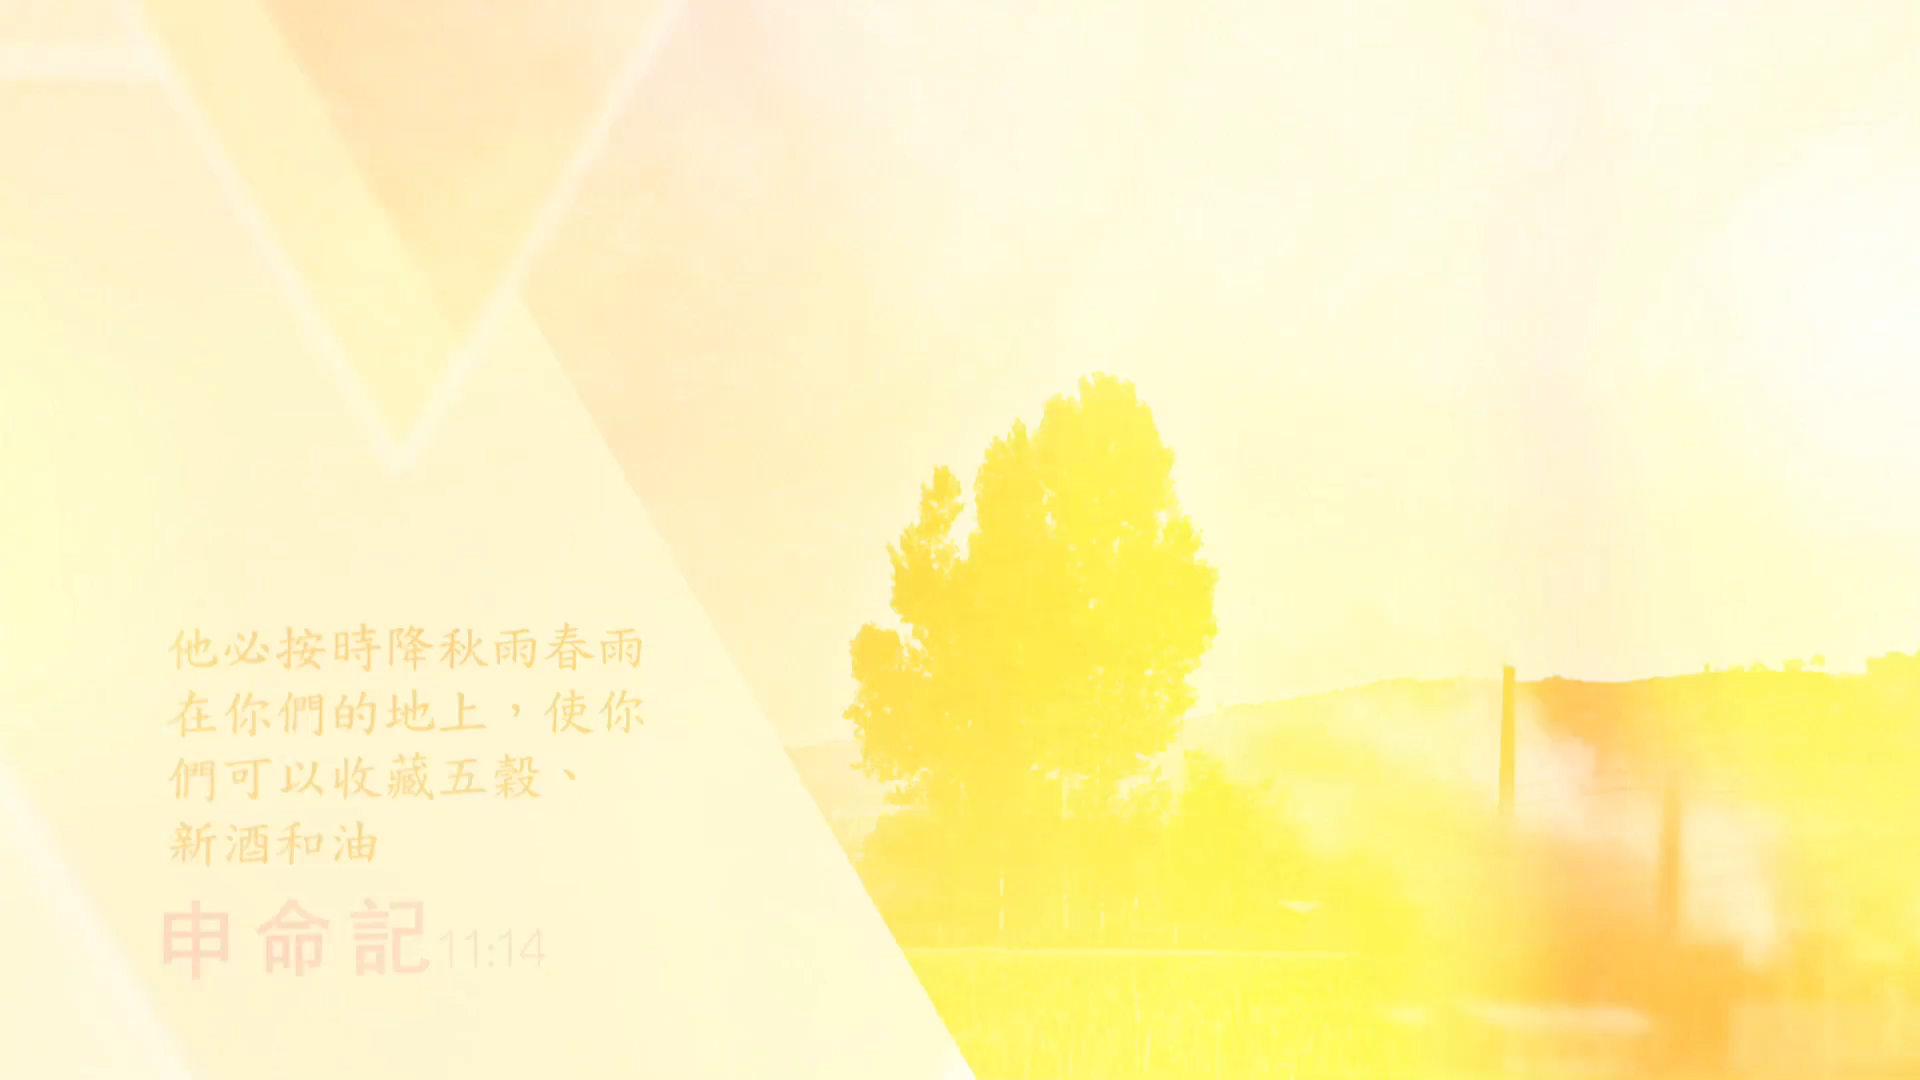 他必按時降秋雨春雨
在你們的地上，使你
們可以收藏五穀、
新酒和油
申命記11:14